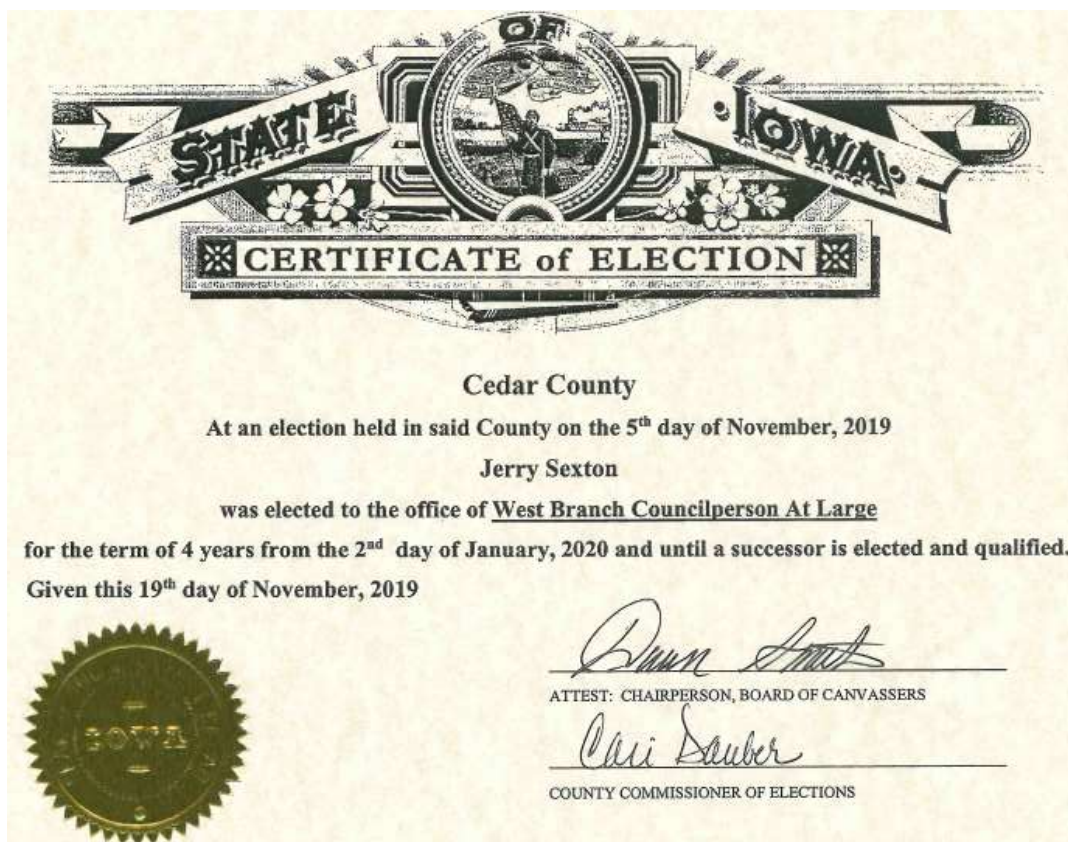 STATE OF IOWA
CERTIFICATE of ELECTION
Cedar County
At an election held in said County on the 5th day of November, 2019
Jerry Sexton
was elected to the office of West Branch Councilperson At Large
for the term of 4 years from the 2nd day of January, 2020 and until a successor is elected and qualified.
Given this 19th day of November, 2019
IOWA
ATTEST: CHAIRPERSON, BOARD OF CANVASSERS
Cari Dauber
COUNTY COMMISSIONER OF ELECTIONS